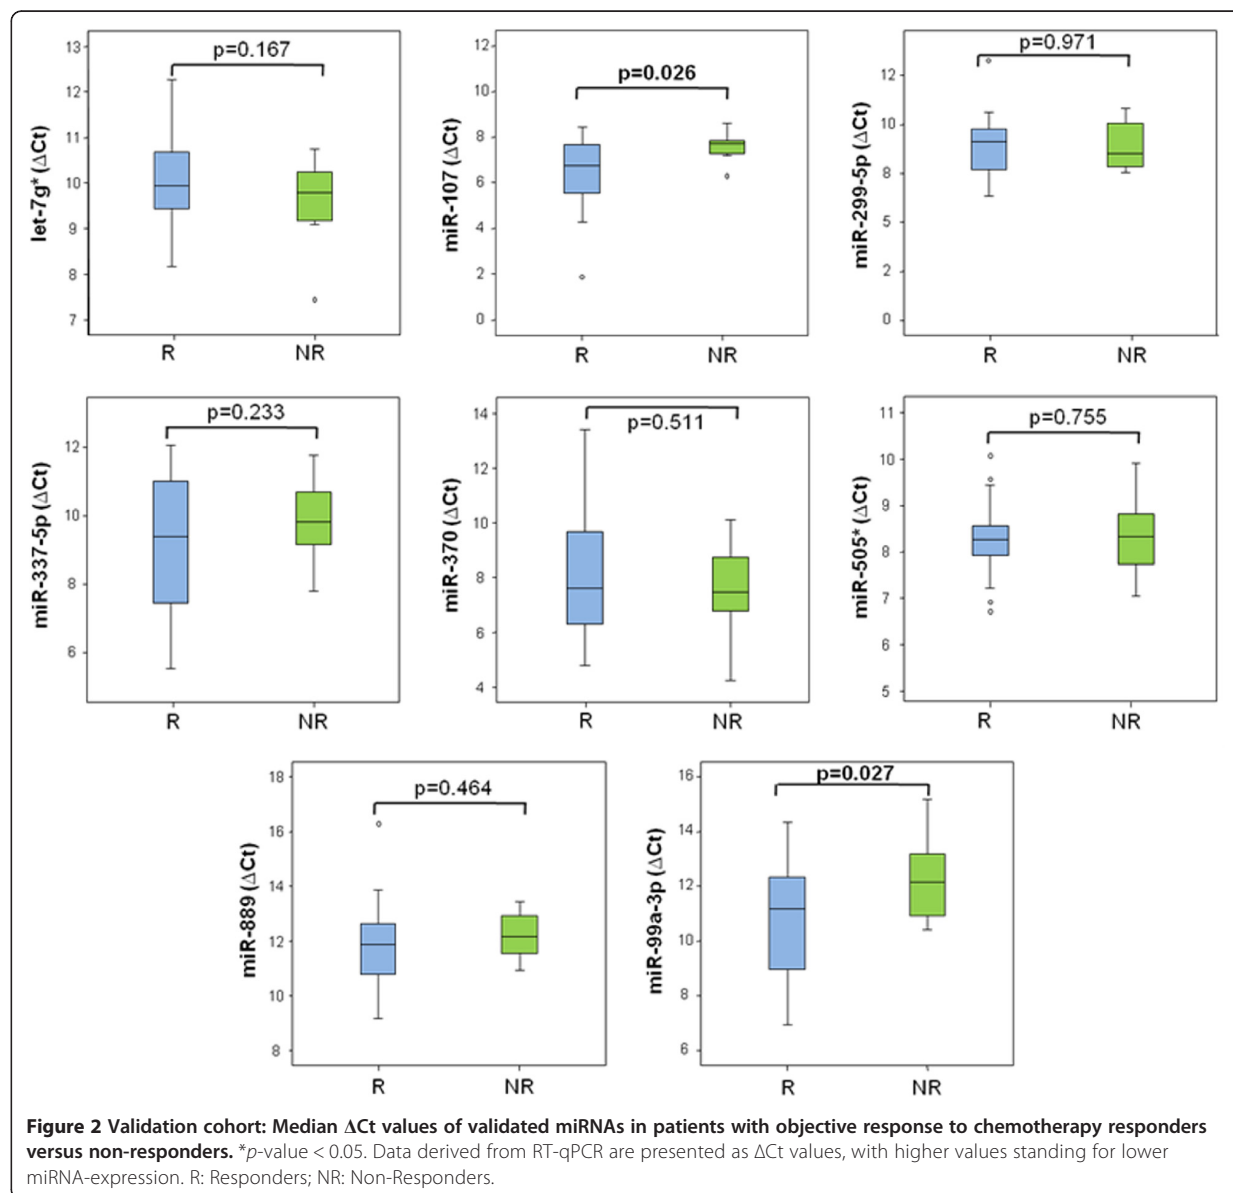 p=0.167
let-7g* (ΔCt)
13
12
11
10
9
8
7
R NR
p=0.026
miR-107 (ΔCt)
12
10
8
6
4
2
0
R NR
p=0.971
miR-299-5p (ΔCt)
12
10
8
5
2
0
R NR
p=0.233
miR-337-5p (ΔCt)
12
10
8
6
R NR
p=0.511
miR-370 (ΔCt)
14
12
10
8
6
4
R NR
p=0.755
miR-505* (ΔCt)
11
10
9
8
7
6
5
R NR
p=0.464
miR-889 (ΔCt)
18
16
14
12
10
8
R NR
p=0.027
miR-99a-3p (ΔCt)
16
14
12
10
8
6
R NR
Figure 2 Validation cohort: Median ΔCt values of validated miRNAs in patients with objective response to chemotherapy responders
versus non-responders. *p-value < 0.05. Data derived from RT-qPCR are presented as ΔCt values, with higher values standing for lower
miRNA-expression. R: Responders; NR: Non-Responders.